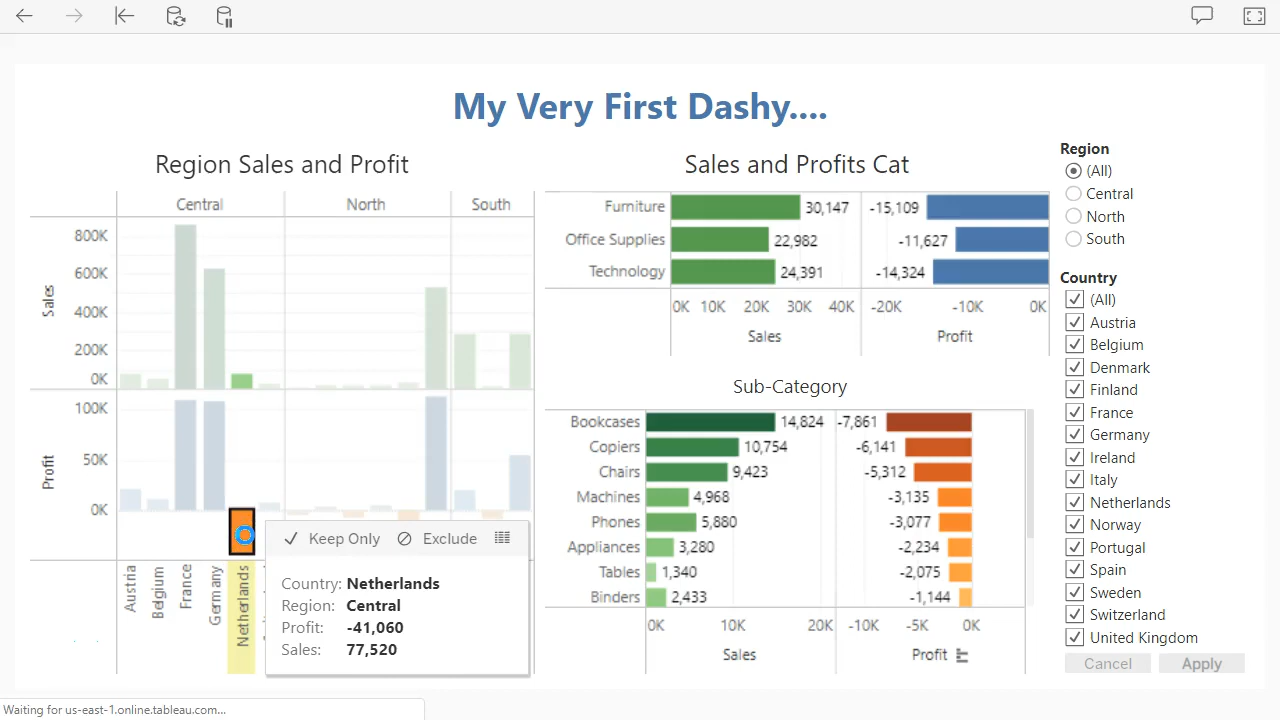 My Very First Dashy....
Region Sales and Profit
Central North South
Sales
800K
600K
400K
200K
0K
Profit
100K
50K
0K
Austria
Belgium
France
Germany
Netherlands
Keep Only Exclude
Country: Netherlands
Region: Central
Profit: -41,060
Sales: 77,520
Sales and Profits Cat
Furniture 30,147 -15,109
Office Supplies 22,982 -11,627
Technology 24,391 -14,324
0K 10K 20K 30K 40K -20K -10K 0K
Sales Profit
Sub-Category
Bookcases 14,824 -7,861
Copiers 10,754 -6,141
Chairs 9,423 -5,312
Machines 4,968 -3,135
Phones 5,880 -3,077
Appliances 3,280 -2,234
Tables 1,340 -2,075
Binders 2,433 -1,144
0K 10K 20K -10K -5K 0K
Sales Profit
Region
(All)
Central
North
South
Country
(All)
Austria
Belgium
Denmark
Finland
France
Germany
Ireland
Italy
Netherlands
Norway
Portugal
Spain
Sweden
Switzerland
United Kingdom
Cancel Apply
Waiting for us-east-1.online.tableau.com...